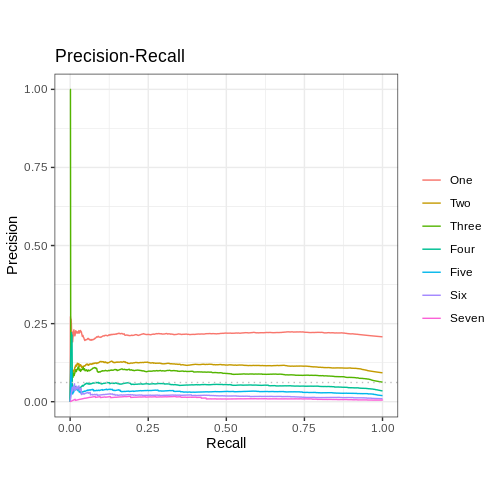 Precision-Recall
Precision
1.00
0.75
0.50
0.25
0.00
0.00 0.25 0.50 0.75 1.00
Recall
One
Two
Three
Four
Five
Six
Seven